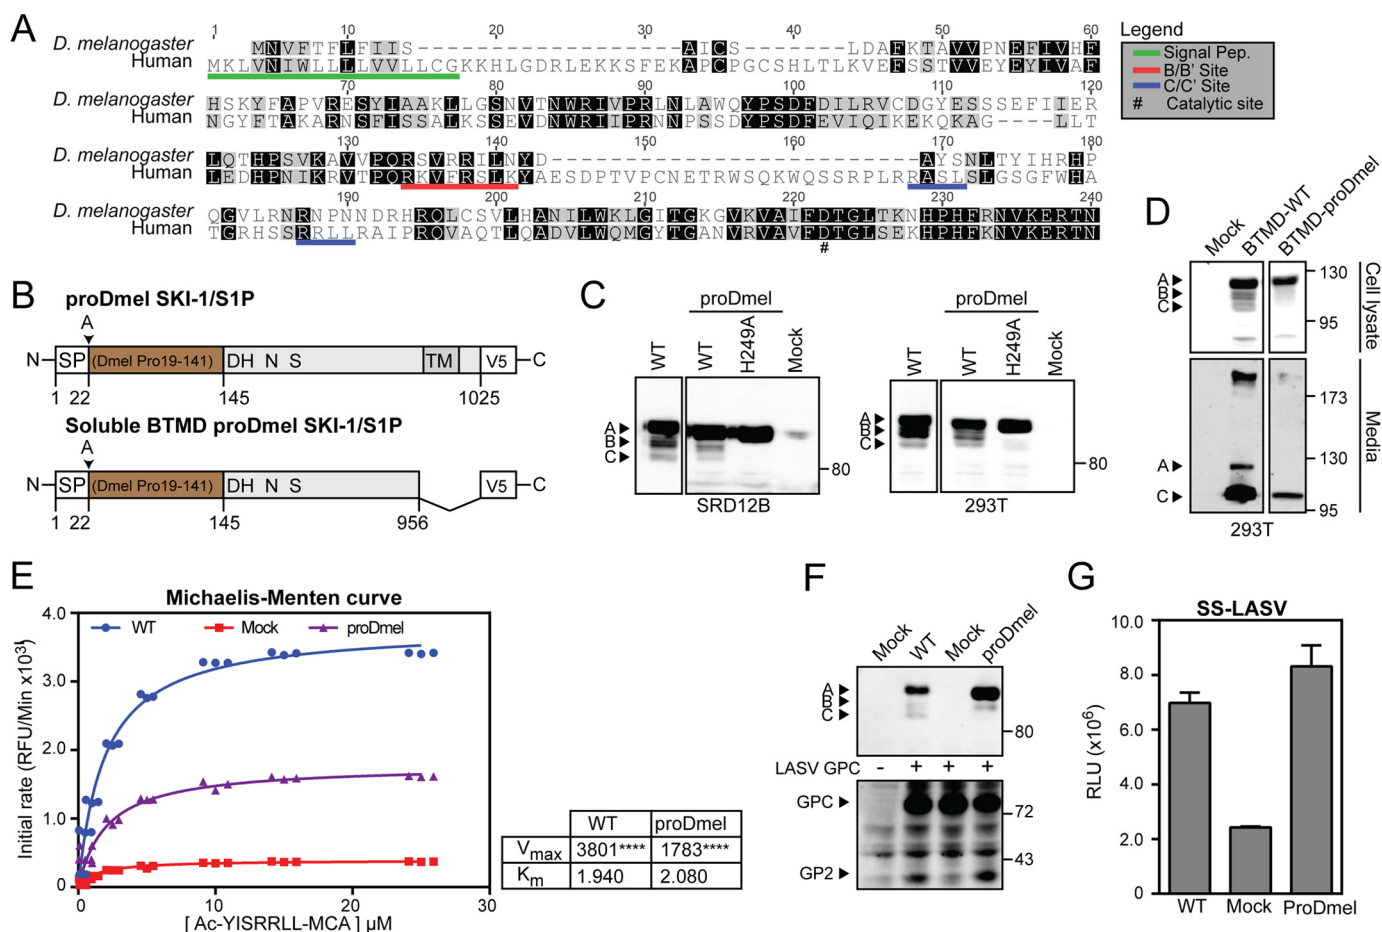 A
1 10 20 30 40 50 60
D. melanogaster MNVFTFLFIIS------------------AICS-------LDAFKTAVVPNEFIVHF
Human MKLVNIWLLLLVVLLCGKKHLGDRLEKKSFEKAPCPGCSHLTLKVEFSSTVVEYEYIVAF
70 80 90 100 110 120
D. melanogaster HSKYFAPVRESYIAAKLLGSNVTNWRIVPRLNLAWQYPSDFDILRVCDGYESSSEFIIER
Human NGYFTAKARNSFISSALKSSEVDNWRIIPRNNPSSDYPSDFEVIQIKEKQKAG----LLT
130 140 150 160 170 180
D. melanogaster LQTHPSVKAVVPQRSVRRILNYD-------------------------AYSNLTYIHRHP
Human LEDHPNIKRVTPQRKVFRSLKYAESDPTVPCNETRWSQKWQSSRPLRRASLSLGSGFWHA
190 200 210 220 230 240
D. melanogaster QGVLRNRNPNNDRHRQLCSVLHANILWKLGITGKGVKVAIFDTGLTKNHPHFRNVKERTN
Human TGRHSSRRLLRAIPRQVAQTLQADVLWQMGYTGANVRVAVFDTGLSEKHPHFKNVKERTN
#
Legend
Signal Pep.
B/B' Site
C/C' Site
# Catalytic site
B
proDmel SKI-1/S1P
A
N SP (Dmel Pro19-141) DH N S TM V5 C
1 22 145 1025
Soluble BTMD proDmel SKI-1/S1P
A
N SP (Dmel Pro19-141) DH N S V5 C
1 22 145 956
C
proDmel
WT WT H249A Mock
A
B
C
80
SRD12B
proDmel
WT WT H249A Mock
A
B
C
80
293T
D
Mock BTMD-WT BTMD-proDmel
A
B
C
130
95
Cell lysate
173
A
130
C
95
Media
293T
E
Michaelis-Menten curve
WT Mock proDmel
4.0
3.0
2.0
1.0
0
Initial rate (RFU/Min x10³)
0 10 20 30
[ Ac-YISRRLL-MCA ] µM
WT proDmel
Vmax 3801**** 1783****
Km 1.940 2.080
F
Mock WT Mock proDmel
A
B
C
80
LASV GPC - + + +
GPC
72
43
GP2
G
SS-LASV
10.0
8.0
6.0
4.0
2.0
0
RLU (x10⁶)
WT Mock ProDmel